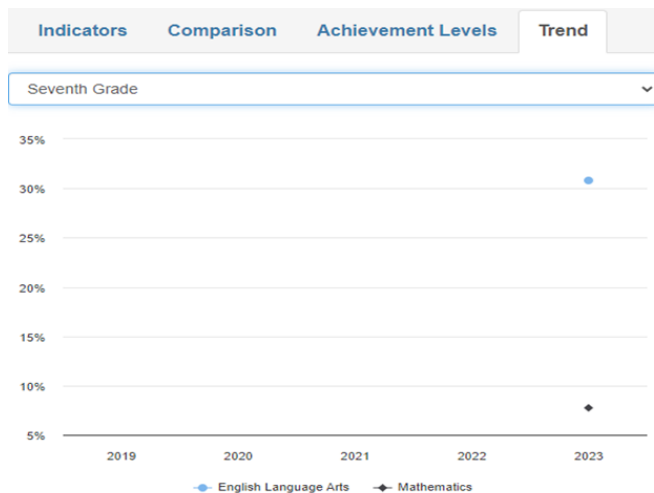 Indicators Comparison Achievement Levels Trend
Seventh Grade
35%
30%
25%
20%
15%
10%
5%
2019 2020 2021 2022 2023
English Language Arts Mathematics